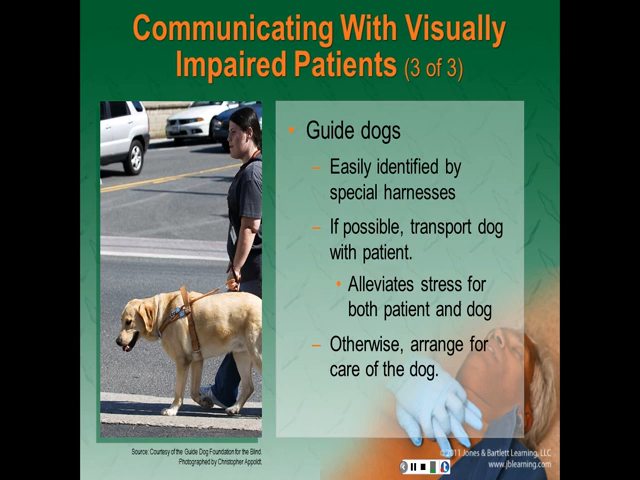 Communicating With Visually
Impaired Patients (3 of 3)
• Guide dogs
– Easily identified by
special harnesses
– If possible, transport dog
with patient.
• Alleviates stress for
both patient and dog
– Otherwise, arrange for
care of the dog.
Source: Courtesy of the Guide Dog Foundation for the Blind.
Photographed by Christopher Appoldt.
© 2011 Jones & Bartlett Learning, LLC
www.jblearning.com